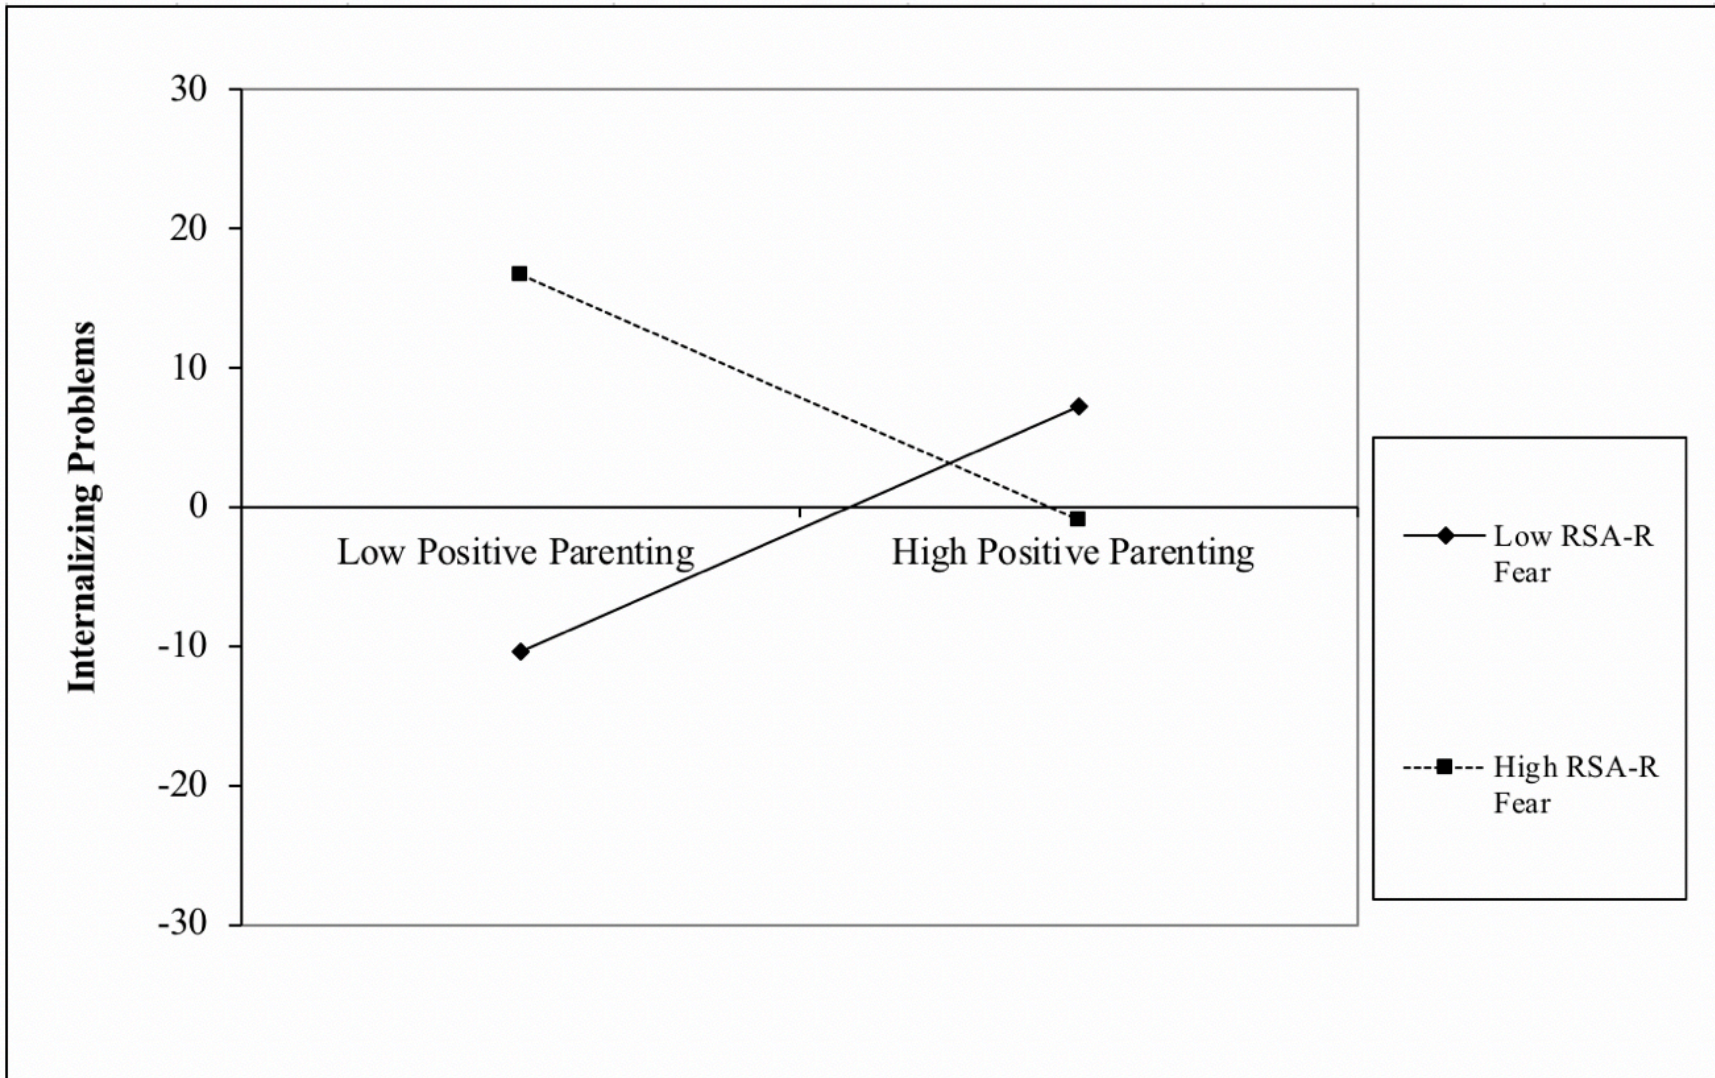 30
20
10
0
-10
-20
-30
Internalizing Problems
Low Positive Parenting
High Positive Parenting
Low RSA-R
Fear
High RSA-R
Fear